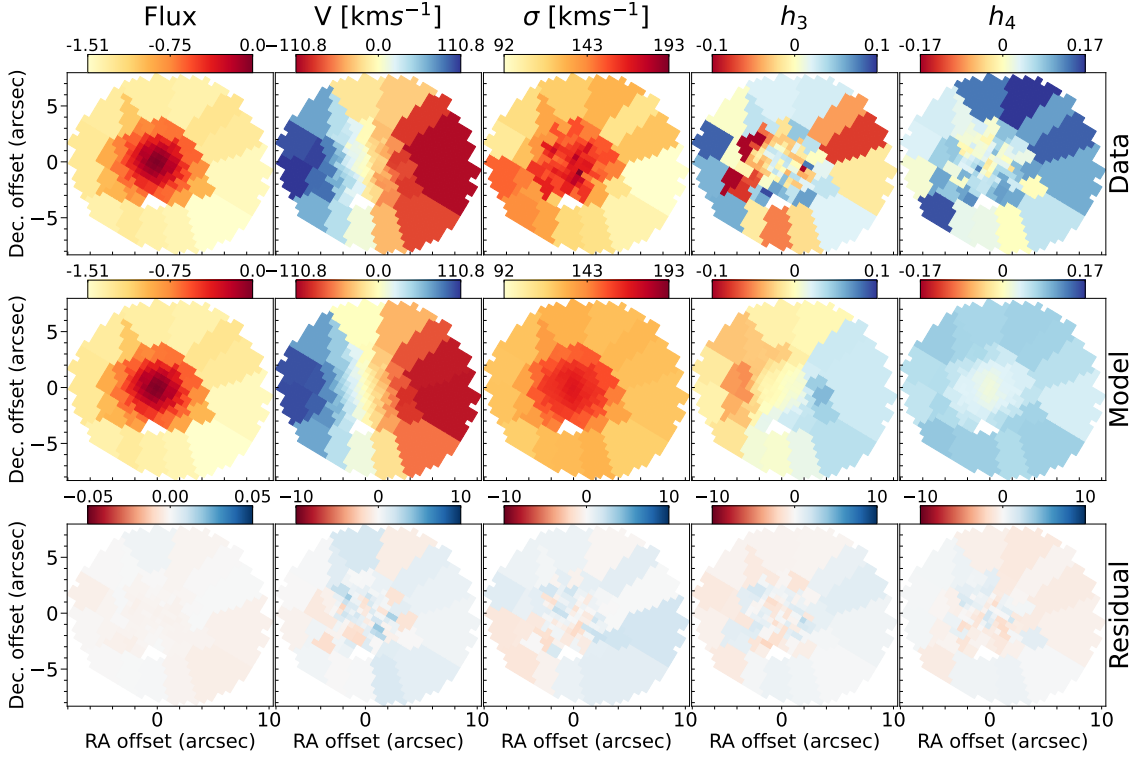 Flux V [kms⁻¹] σ [kms⁻¹] h₃ h₄
-1.51 -0.75 0.0 −110.8 0.0 110.8 92 143 193 -0.1 0 0.1 -0.17 0 0.17
5
0
−5
Dec. offset (arcsec)
Data
-1.51 -0.75 0.0 −110.8 0.0 110.8 92 143 193 -0.1 0 0.1 -0.17 0 0.17
5
0
−5
Dec. offset (arcsec)
Model
−0.05 0.00 0.05 −10 0 10 −10 0 10 −10 0 10 −10 0 10
5
0
−5
Dec. offset (arcsec)
Residual
0 10 0 10 0 10 0 10 0 10
RA offset (arcsec) RA offset (arcsec) RA offset (arcsec) RA offset (arcsec) RA offset (arcsec)